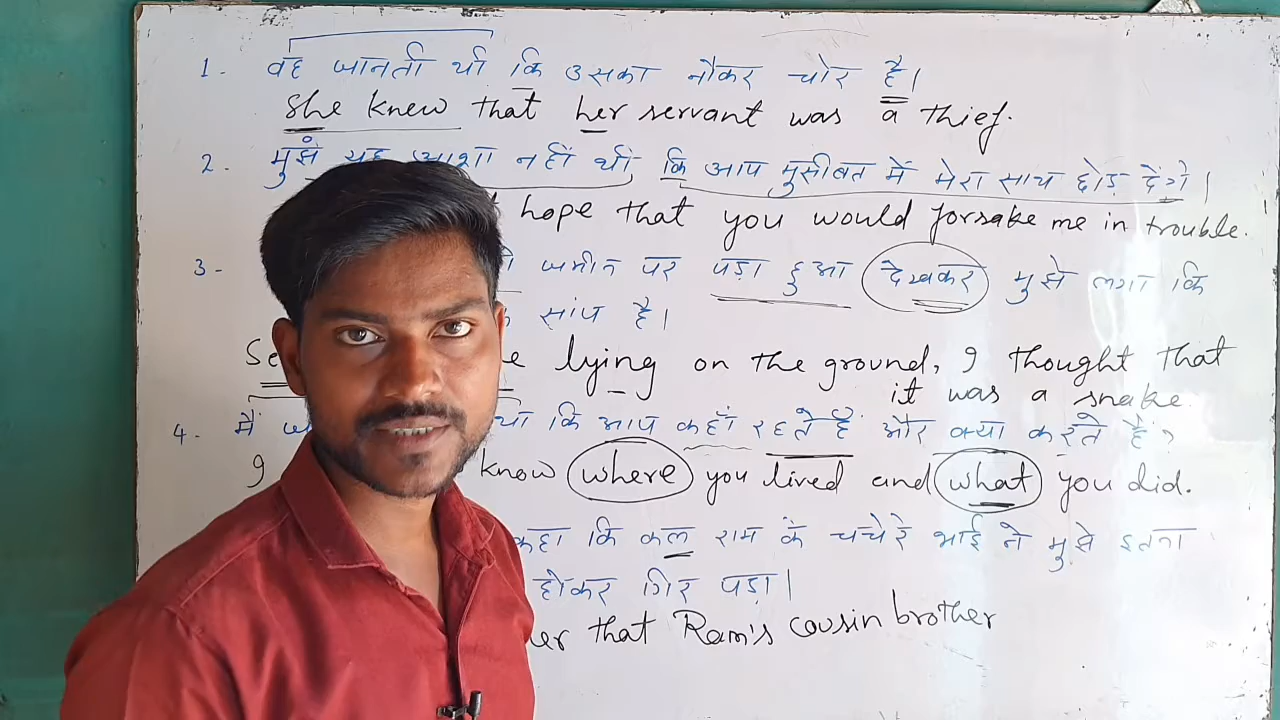 1. वह जानती थी कि उसका नौकर चोर है।
She knew that her servant was a thief.
2. मुझे यह आशा नहीं थी कि आप मुसीबत में मेरा साथ छोड़ देंगे।
hope that you would forsake me in trouble.
3. जमीन पर पड़ा हुआ देखकर मुझे लगा कि
सांप है।
lying on the ground, I thought that
it was a snake.
4. मैं कि आप कहाँ रहते हैं और क्या करते हैं?
I know where you lived and what you did.
कहा कि कल राम के चचेरे भाई ने मुझे इतना
होकर गिर पड़ा।
that Ram's cousin brother